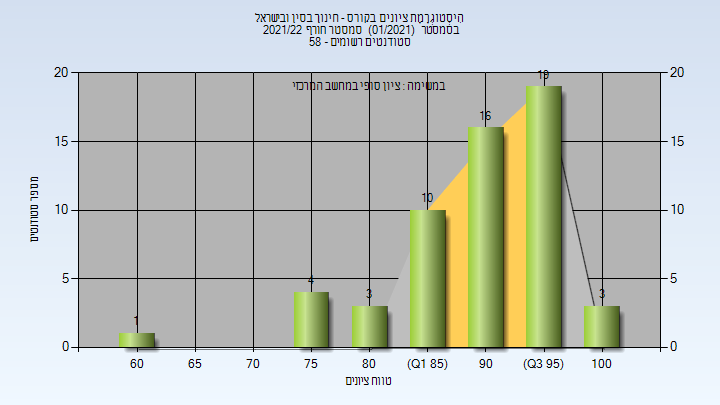 היסטוגרמת ציונים בקורס - חינוך בסין ובישראל
בסמסטר (01/2021) סמסטר חורף 2021/22
סטודנטים רשומים - 58
במשימה : ציון סופי במחשב המרכזי
20 20
15 15
10 10
5 5
0 0
1 4 3 10 16 19 3
מספר סטודנטים
60 65 70 75 80 (Q1 85) 90 (Q3 95) 100
טווח ציונים